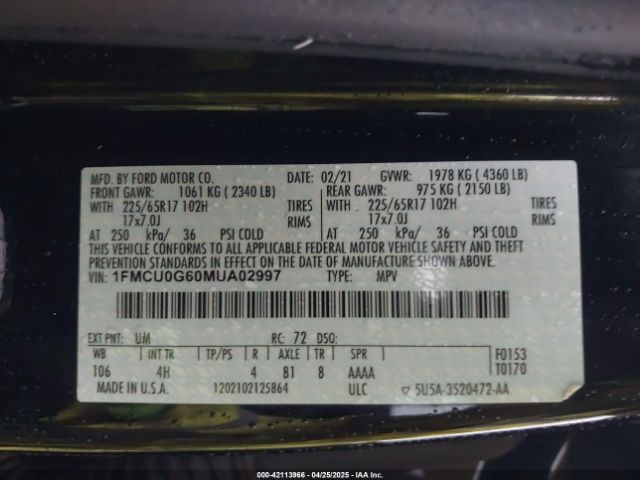 MFD. BY FORD MOTOR CO. DATE: 02/21 GVWR: 1978 KG ( 4360 LB)
FRONT GAWR: 1061 KG ( 2340 LB) REAR GAWR: 975 KG ( 2150 LB)
WITH 225/65R17 102H TIRES WITH 225/65R17 102H TIRES
17x7.0J RIMS 17x7.0J RIMS
AT 250 kPa/ 36 PSI COLD AT 250 kPa/ 36 PSI COLD
THIS VEHICLE CONFORMS TO ALL APPLICABLE FEDERAL MOTOR VEHICLE SAFETY AND THEFT
PREVENTION STANDARDS IN EFFECT ON THE DATE OF MANUFACTURE SHOWN ABOVE.
VIN: 1FMCU0G60MUA02997 TYPE: MPV
EXT PNT: UM RC: 72 DSO:
WB INT TR TP/PS R AXLE TR SPR F0153
106 4H 4 81 8 AAAA T0170
MADE IN U.S.A. 1202102125864 ULC ▽ 5U5A-3520472-AA
000-42113966 - 04/25/2025 - IAA Inc.